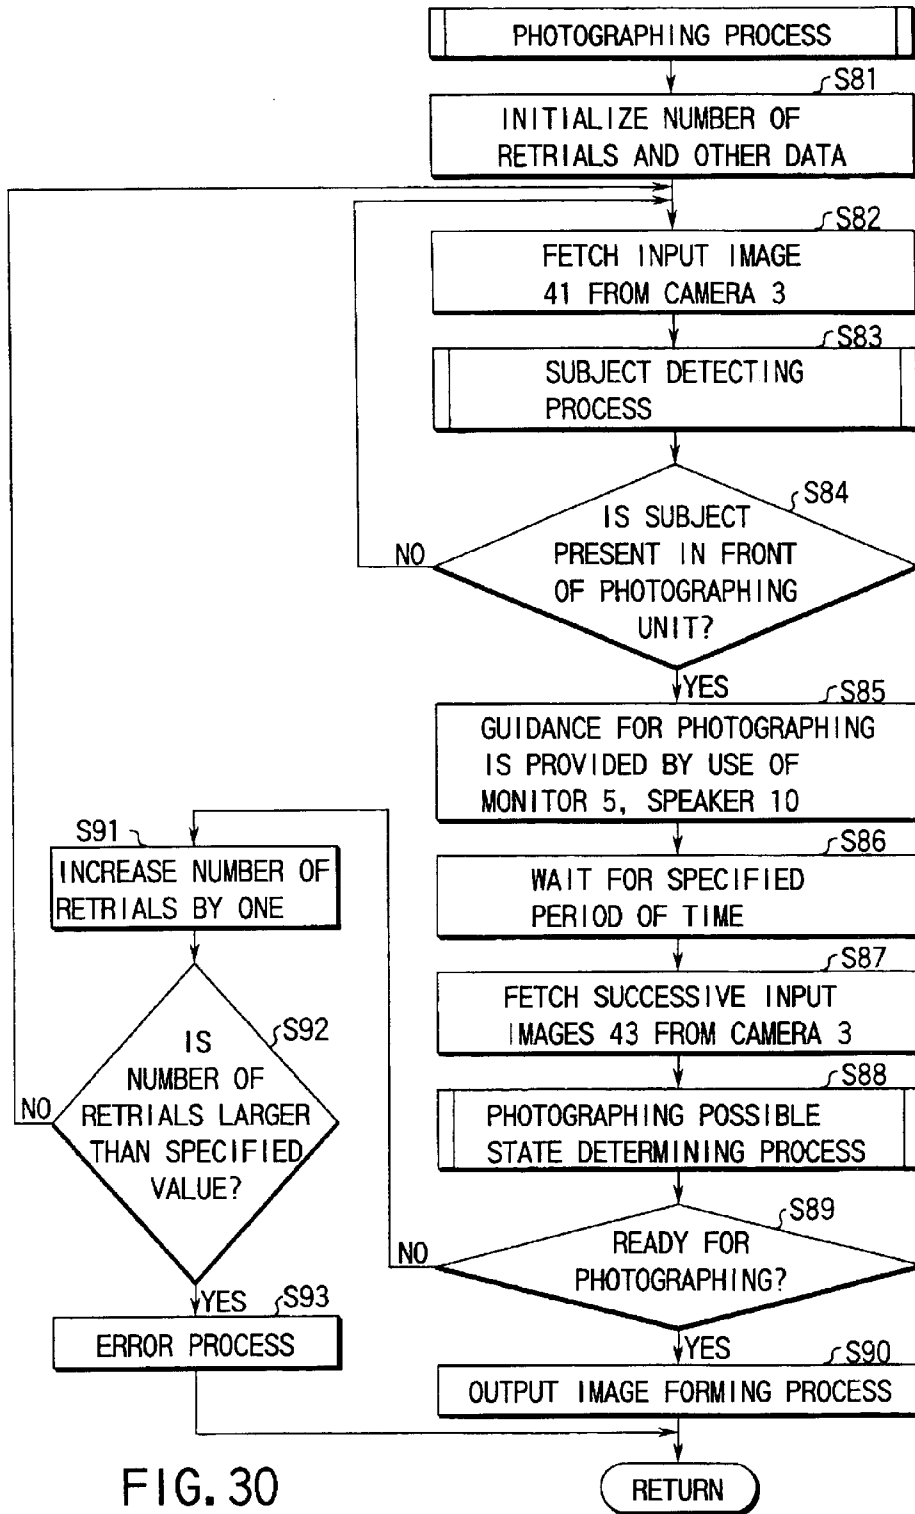 PHOTOGRAPHING PROCESS
S81
INITIALIZE NUMBER OF
RETRIALS AND OTHER DATA
S82
FETCH INPUT IMAGE
41 FROM CAMERA 3
S83
SUBJECT DETECTING
PROCESS
S84
IS SUBJECT
PRESENT IN FRONT
OF PHOTOGRAPHING
UNIT?
NO
YES
S85
GUIDANCE FOR PHOTOGRAPHING
IS PROVIDED BY USE OF
MONITOR 5, SPEAKER 10
S86
WAIT FOR SPECIFIED
PERIOD OF TIME
S87
FETCH SUCCESSIVE INPUT
IMAGES 43 FROM CAMERA 3
S88
PHOTOGRAPHING POSSIBLE
STATE DETERMINING PROCESS
S89
READY FOR
PHOTOGRAPHING?
NO
YES
S90
OUTPUT IMAGE FORMING PROCESS
S91
INCREASE NUMBER OF
RETRIALS BY ONE
S92
IS
NUMBER OF
RETRIALS LARGER
THAN SPECIFIED
VALUE?
NO
YES
S93
ERROR PROCESS
RETURN
FIG. 30